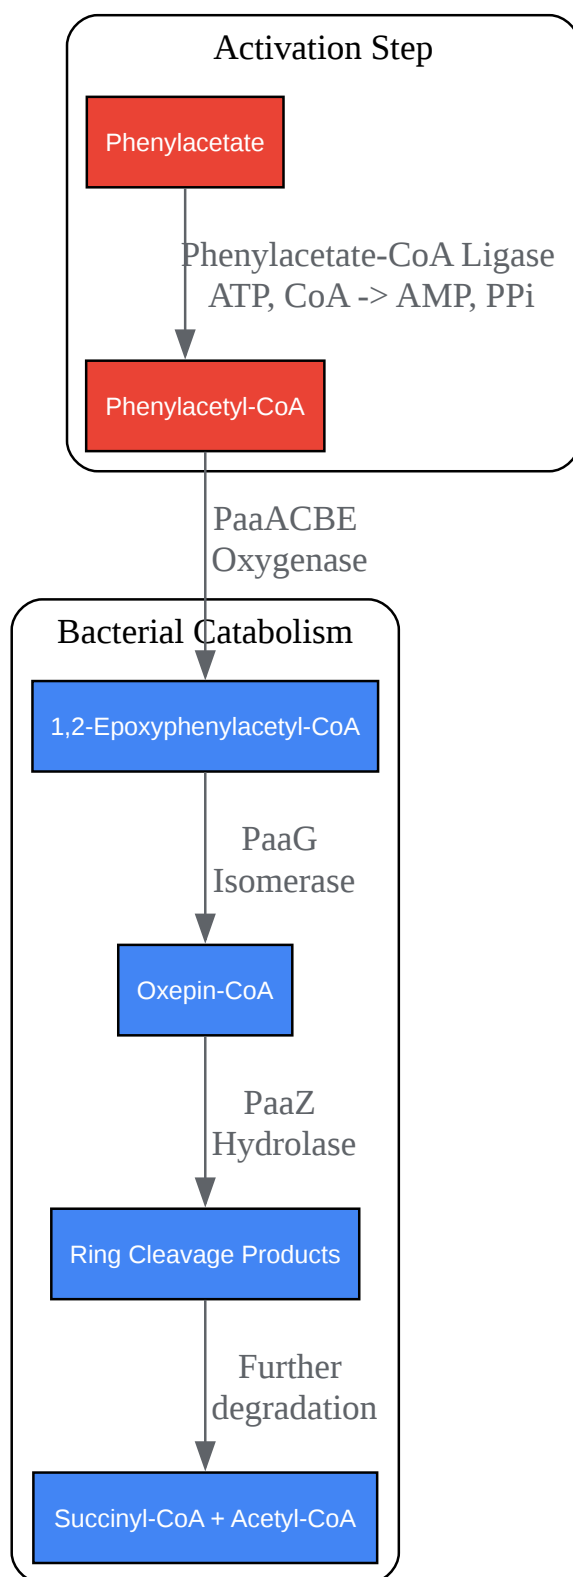 Activation Step
Phenylacetate
Phenylacetate-CoA Ligase
ATP, CoA -> AMP, PPi
Phenylacetyl-CoA
PaaACBE
Oxygenase
Bacterial Catabolism
1,2-Epoxyphenylacetyl-CoA
PaaG
Isomerase
Oxepin-CoA
PaaZ
Hydrolase
Ring Cleavage Products
Further
degradation
Succinyl-CoA + Acetyl-CoA